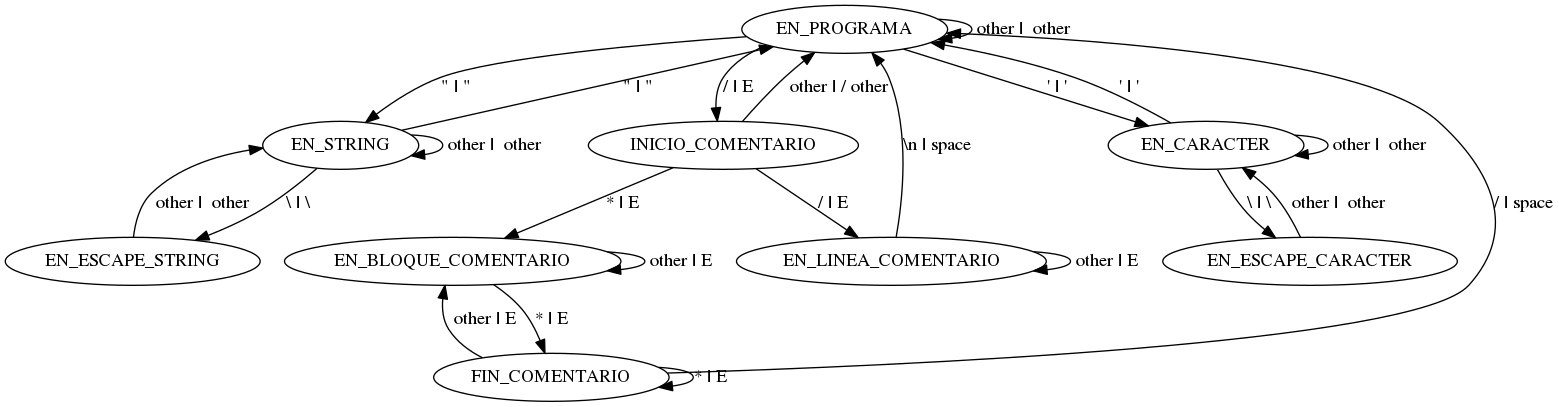 EN_PROGRAMA
other | other
" | "
" | "
/ | E
other | / other
' | '
' | '
EN_STRING
other | other
INICIO_COMENTARIO
\n | space
EN_CARACTER
other | other
other | other
\ | \
* | E
/ | E
\ | \
other | other
/ | space
EN_ESCAPE_STRING
EN_BLOQUE_COMENTARIO
other | E
EN_LINEA_COMENTARIO
other | E
EN_ESCAPE_CARACTER
other | E
* | E
FIN_COMENTARIO
* | E